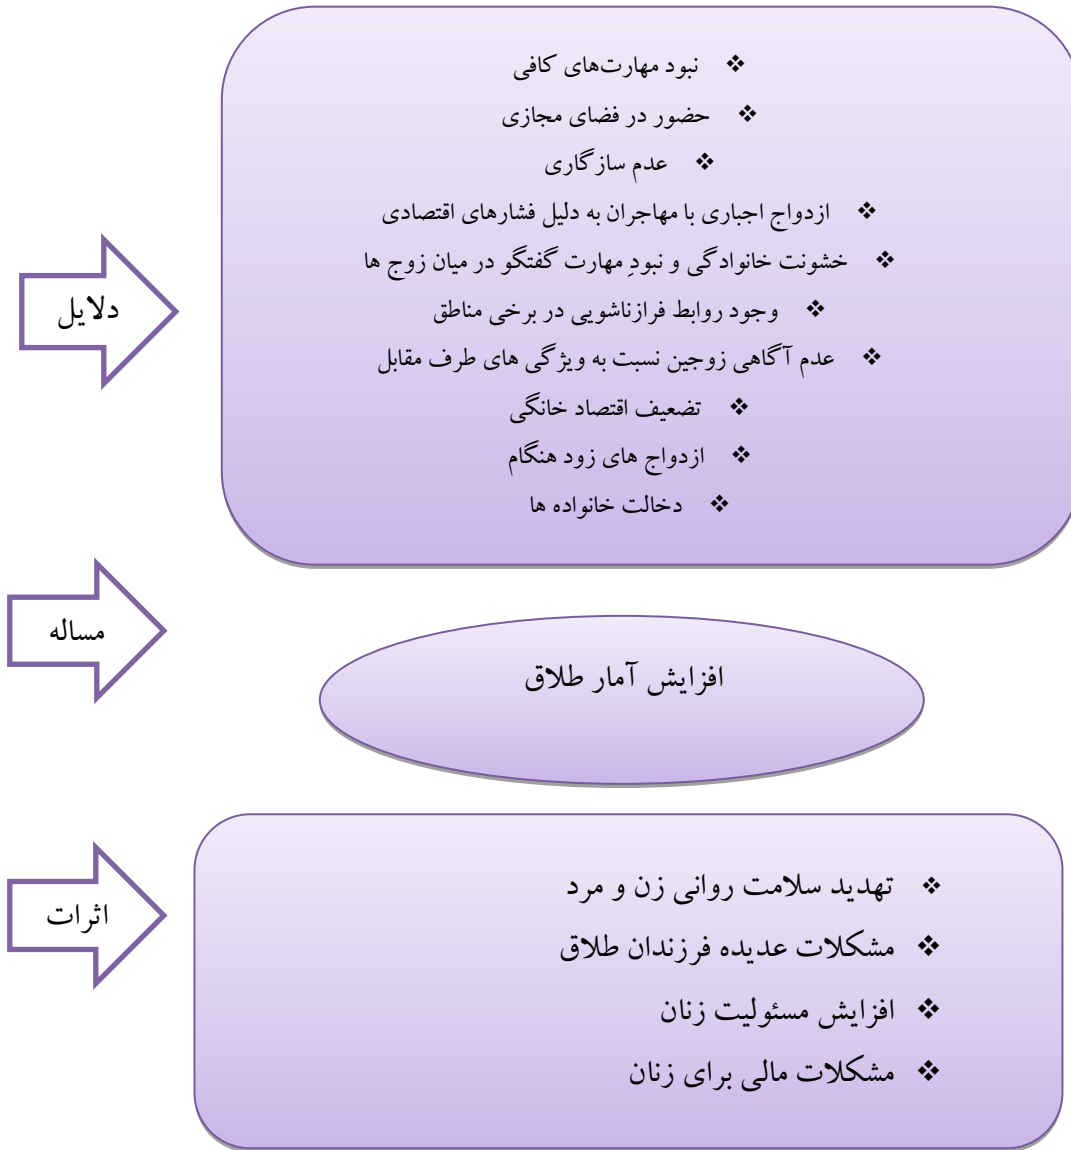 ❖ نبود مهارت‌های کافی
❖ حضور در فضای مجازی
❖ عدم سازگاری
❖ ازدواج اجباری با مهاجران به دلیل فشارهای اقتصادی
❖ خشونت خانوادگی و نبودِ مهارت گفتگو در میان زوج ها
❖ وجود روابط فرازناشویی در برخی مناطق
❖ عدم آگاهی زوجین نسبت به ویژگی های طرف مقابل
❖ تضعیف اقتصاد خانگی
❖ ازدواج های زود هنگام
❖ دخالت خانواده ها
دلایل
مساله
افزایش آمار طلاق
اثرات
❖ تهدید سلامت روانی زن و مرد
❖ مشکلات عدیده فرزندان طلاق
❖ افزایش مسئولیت زنان
❖ مشکلات مالی برای زنان